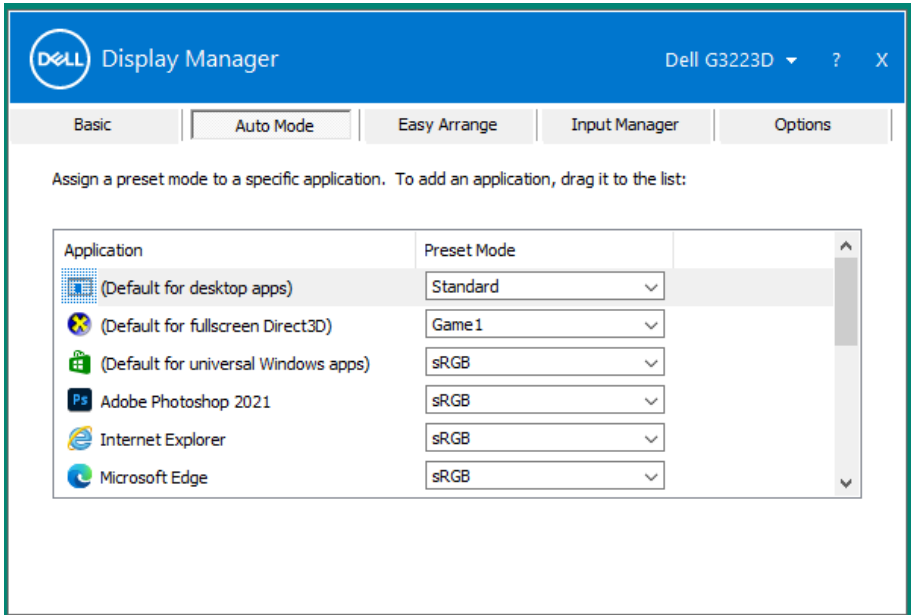 DELL Display Manager Dell G3223D ? X
Basic Auto Mode Easy Arrange Input Manager Options
Assign a preset mode to a specific application. To add an application, drag it to the list:
Application Preset Mode
(Default for desktop apps) Standard
(Default for fullscreen Direct3D) Game1
(Default for universal Windows apps) sRGB
Ps Adobe Photoshop 2021 sRGB
Internet Explorer sRGB
Microsoft Edge sRGB